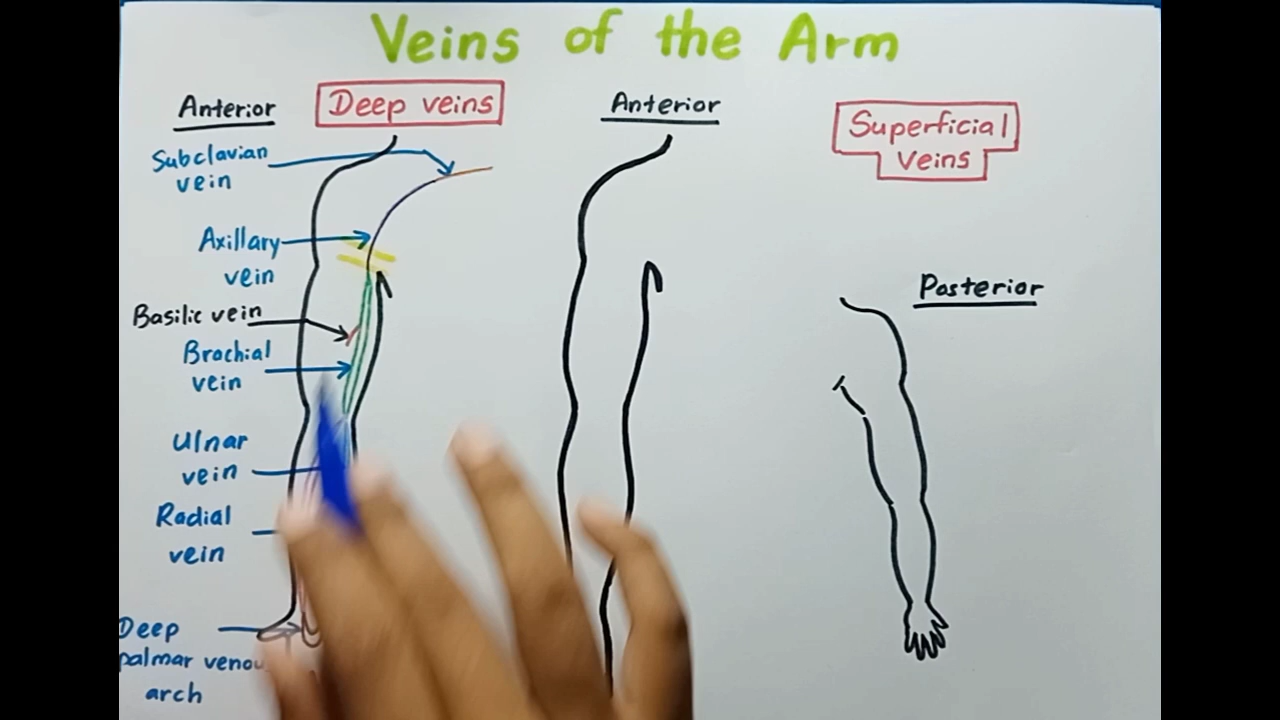 Veins of the Arm
Anterior
Deep veins
Subclavian
vein
Axillary
vein
Basilic vein
Brachial
vein
Ulnar
vein
Radial
vein
Deep
palmar
arch
Anterior
Superficial
Veins
Posterior